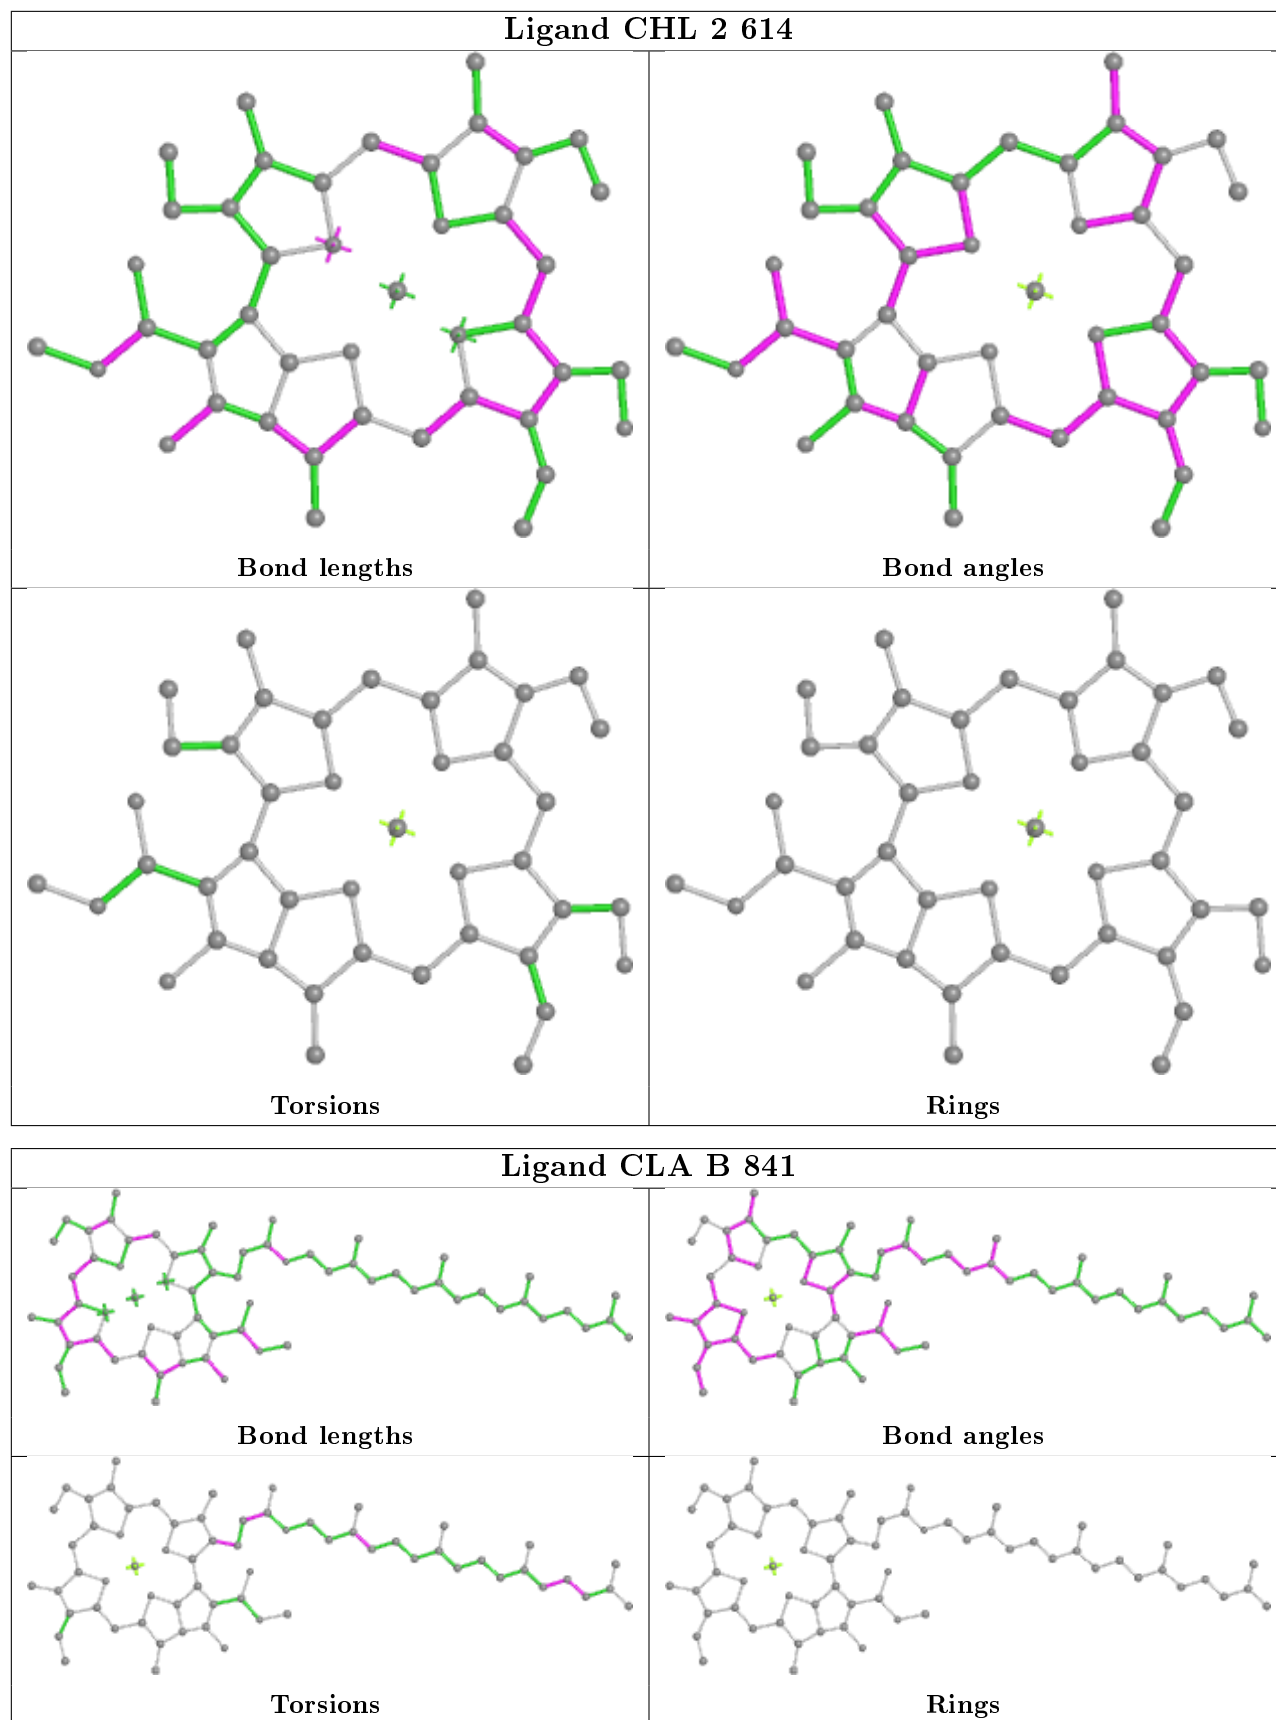 Ligand CHL 2 614
Bond lengths
Bond angles
Torsions
Rings
Ligand CLA B 841
Bond lengths
Bond angles
Torsions
Rings